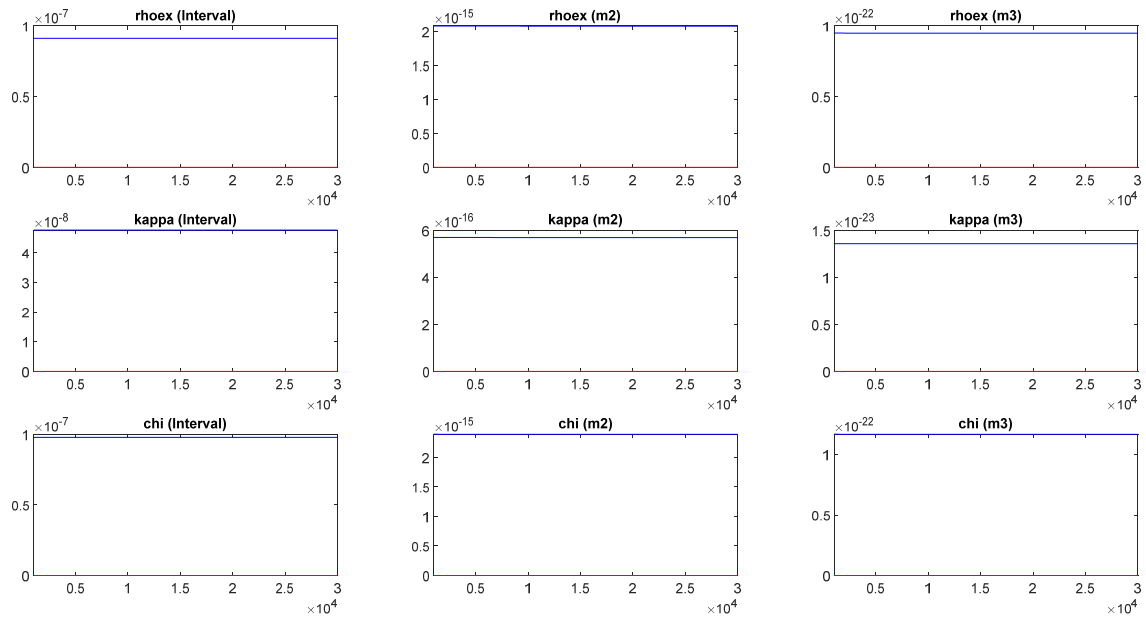 rhoex (Interval)
×10-7
1
0.5
0
0.5 1 1.5 2 2.5 3
×104
rhoex (m2)
×10-15
2
1.5
1
0.5
0
0.5 1 1.5 2 2.5 3
×104
rhoex (m3)
×10-22
1
0.5
0
0.5 1 1.5 2 2.5 3
×104
kappa (Interval)
×10-8
4
3
2
1
0
0.5 1 1.5 2 2.5 3
×104
kappa (m2)
×10-16
6
4
2
0
0.5 1 1.5 2 2.5 3
×104
kappa (m3)
×10-23
1.5
1
0.5
0
0.5 1 1.5 2 2.5 3
×104
chi (Interval)
×10-7
1
0.5
0
0.5 1 1.5 2 2.5 3
×104
chi (m2)
×10-15
2
1.5
1
0.5
0
0.5 1 1.5 2 2.5 3
×104
chi (m3)
×10-22
1
0.5
0
0.5 1 1.5 2 2.5 3
×104